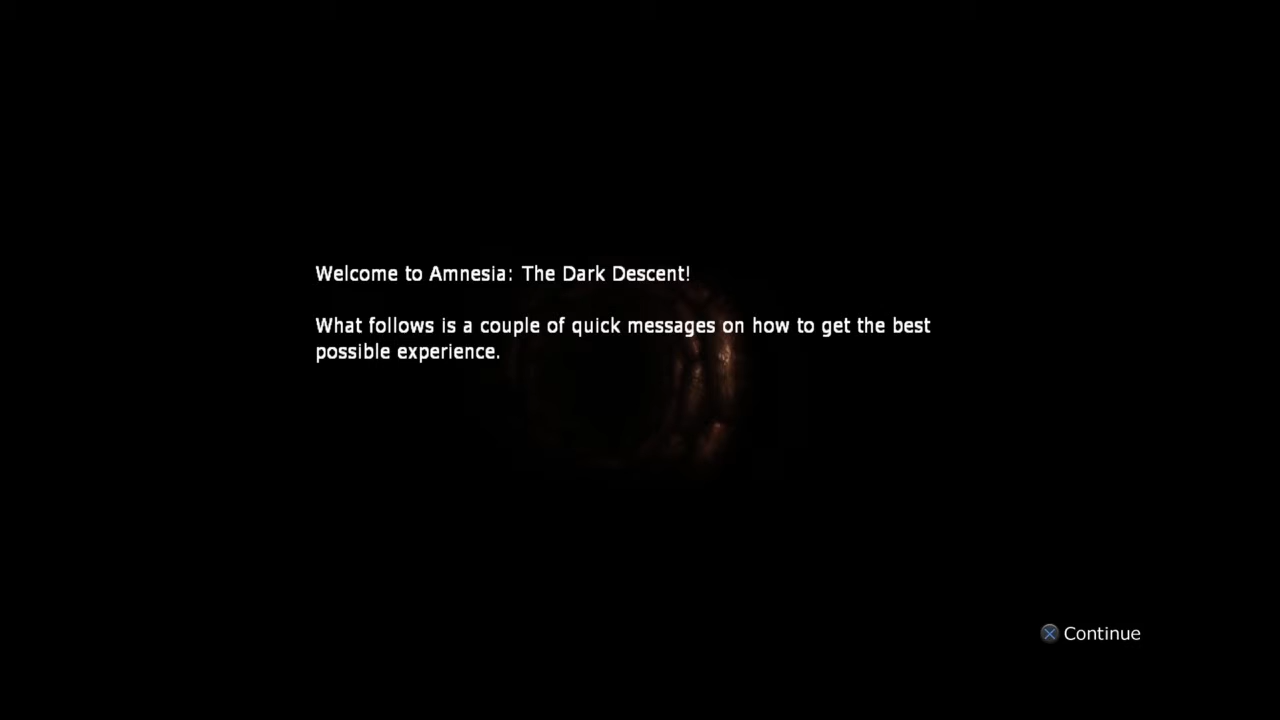 Welcome to Amnesia: The Dark Descent!
What follows is a couple of quick messages on how to get the best
possible experience.
Continue